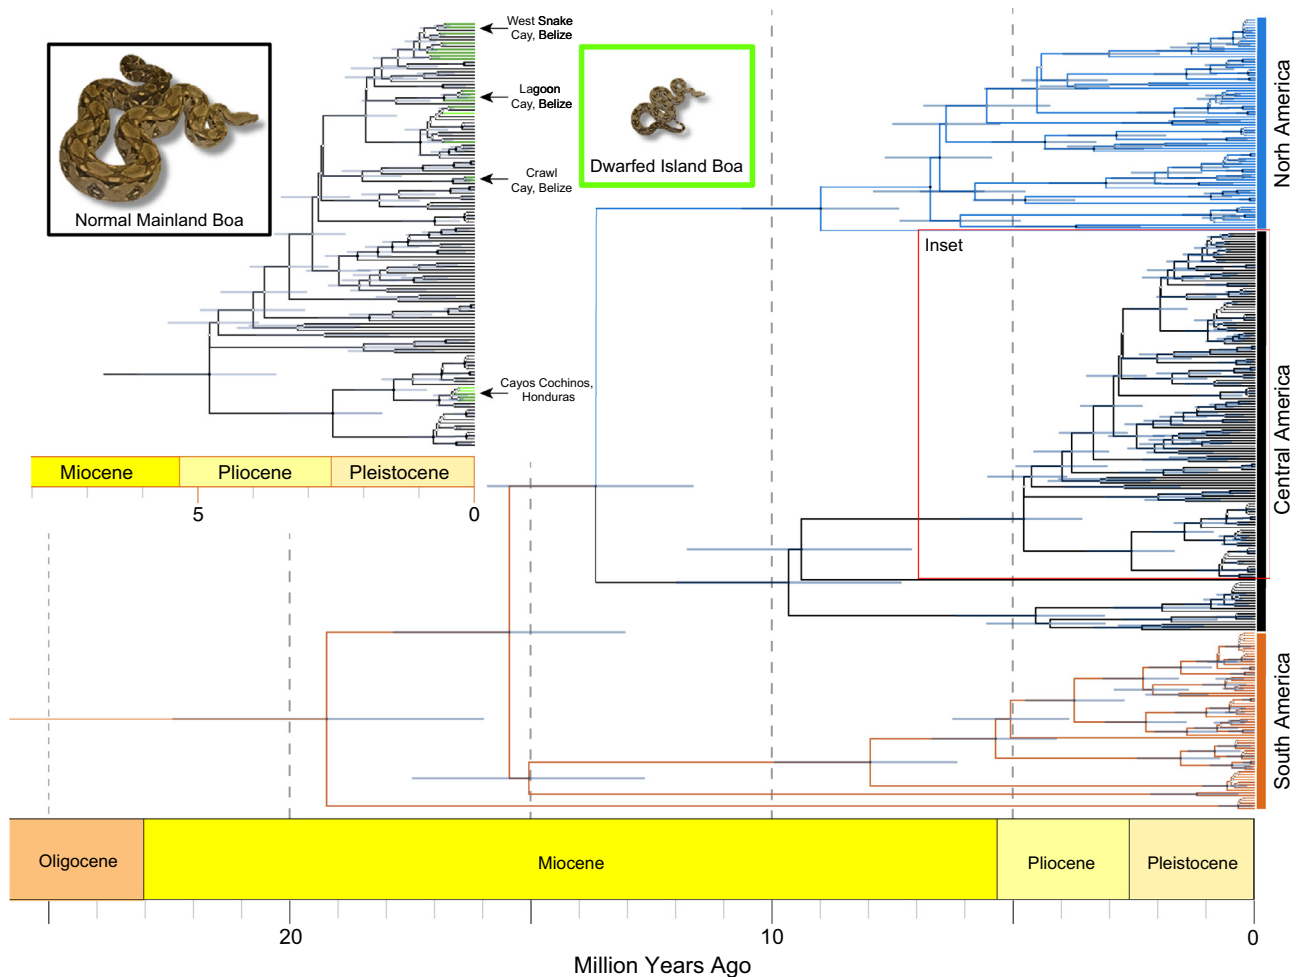 West Snake
Cay, Belize
Lagoon
Cay, Belize
Crawl
Cay, Belize
Cayos Cochinos,
Honduras
Normal Mainland Boa
Dwarfed Island Boa
Miocene
Pliocene
Pleistocene
5
0
Inset
Norh America
Central America
South America
Oligocene
Miocene
Pliocene
Pleistocene
20
10
0
Million Years Ago